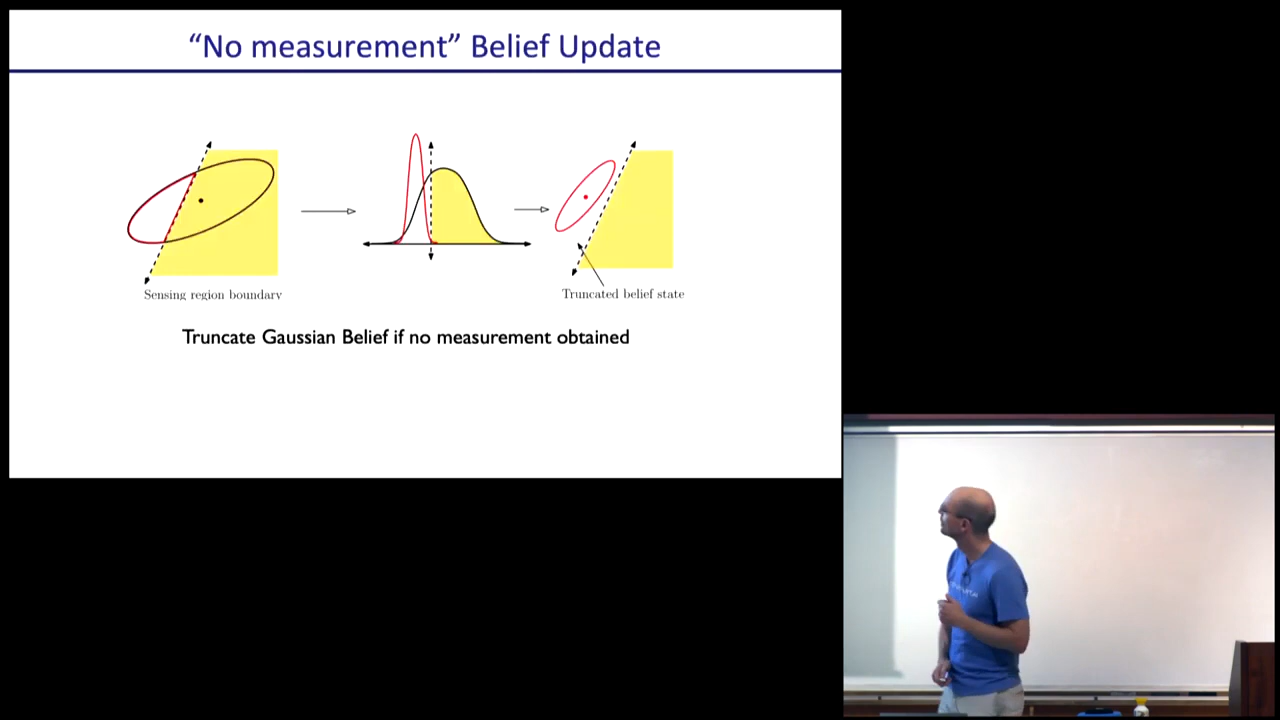 “No measurement” Belief Update
Sensing region boundary
Truncated belief state
Truncate Gaussian Belief if no measurement obtained